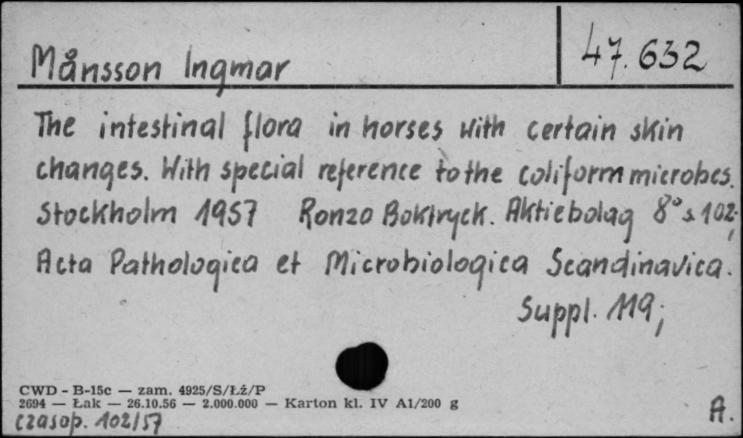 Månsson Ingmar
47.632
The intestinal flora in horses with certain skin
changes. With special reference to the coliform microbes.
Stockholm 1957 Ronzo Boktryck. Aktiebolag 8° s. 102;
Acta Pathologica et Microbiologica Scandinavica.
Suppl. 119;
CWD - B-15c — zam. 4925/S/Łż/P
2694 — Łak — 26.10.56 — 2.000.000 — Karton kl. IV A1/200 g
czasop. 102/57
A.